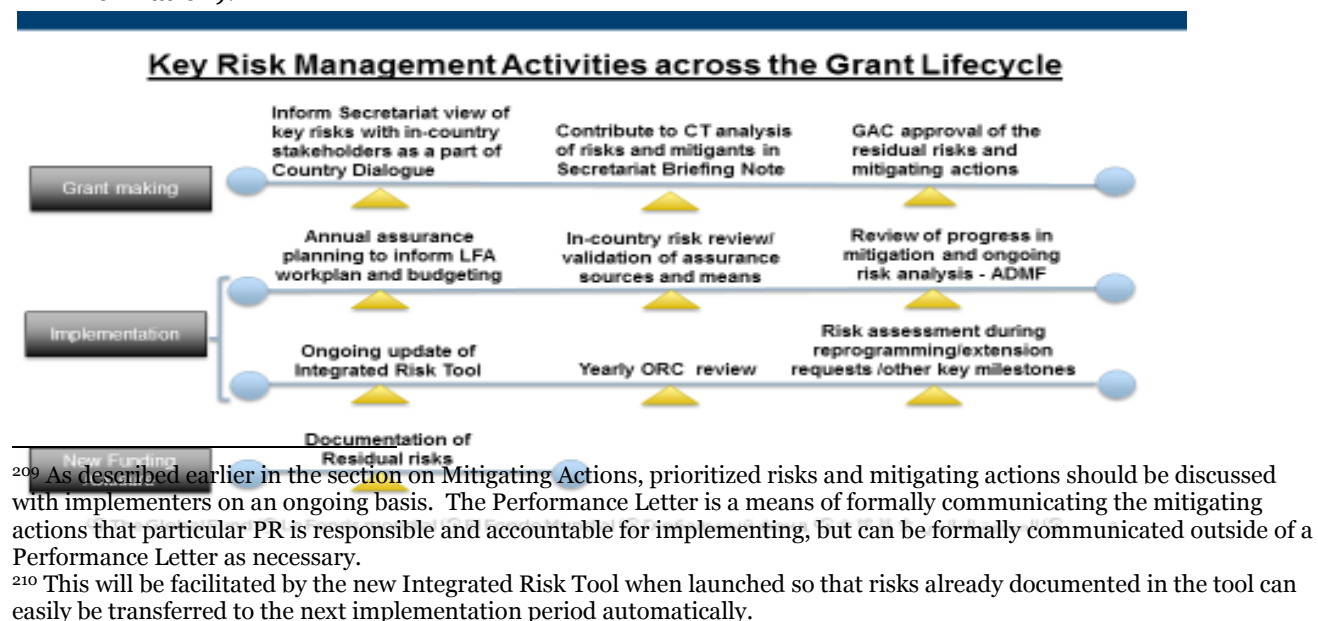 Key Risk Management Activities across the Grant Lifecycle
Inform Secretariat view of
key risks with in-country
stakeholders as a part of
Country Dialogue
Contribute to CT analysis
of risks and mitigants in
Secretariat Briefing Note
GAC approval of the
residual risks and
mitigating actions
Grant making
Annual assurance
planning to inform LFA
workplan and budgeting
In-country risk review/
validation of assurance
sources and means
Review of progress in
mitigation and ongoing
risk analysis - ADMF
Implementation
Ongoing update of
Integrated Risk Tool
Yearly ORC review
Risk assessment during
reprogramming/extension
requests /other key milestones
Documentation of
Residual risks
New Funding
209 As described earlier in the section on Mitigating Actions, prioritized risks and mitigating actions should be discussed
with implementers on an ongoing basis. The Performance Letter is a means of formally communicating the mitigating
actions that particular PR is responsible and accountable for implementing, but can be formally communicated outside of a
Performance Letter as necessary.
210 This will be facilitated by the new Integrated Risk Tool when launched so that risks already documented in the tool can
easily be transferred to the next implementation period automatically.